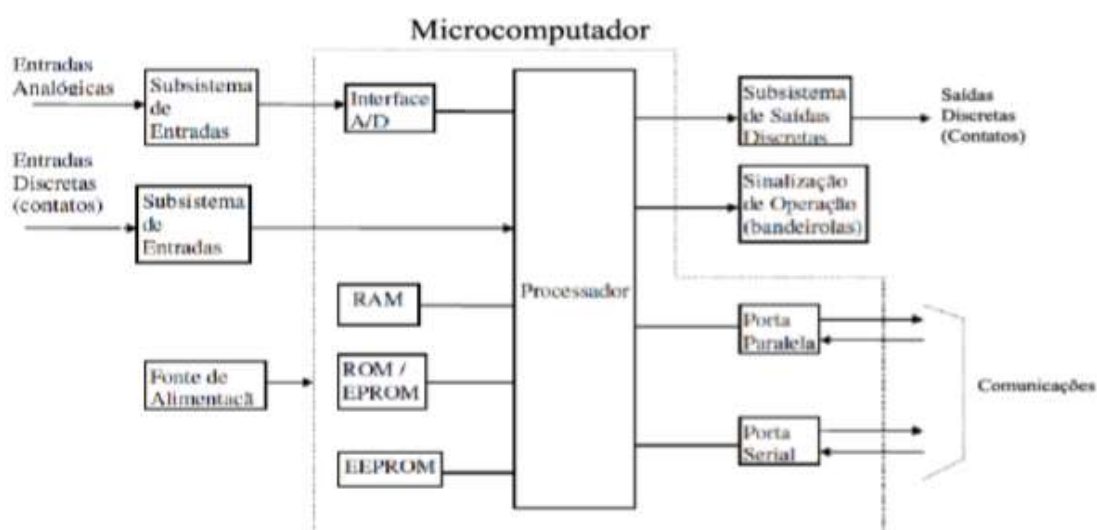 Microcomputador
Entradas
Analógicas
Subsistema
de
Entradas
Interface
A/D
Subsistema
de Saídas
Discretas
Saídas
Discretas
(Contatos)
Entradas
Discretas
(contatos)
Subsistema
de
Entradas
Sinalização
de Operação
(bandeirolas)
Processador
RAM
Porta
Paralela
Fonte de
Alimentaçã
ROM /
EPROM
Comunicações
EEPROM
Porta
Serial